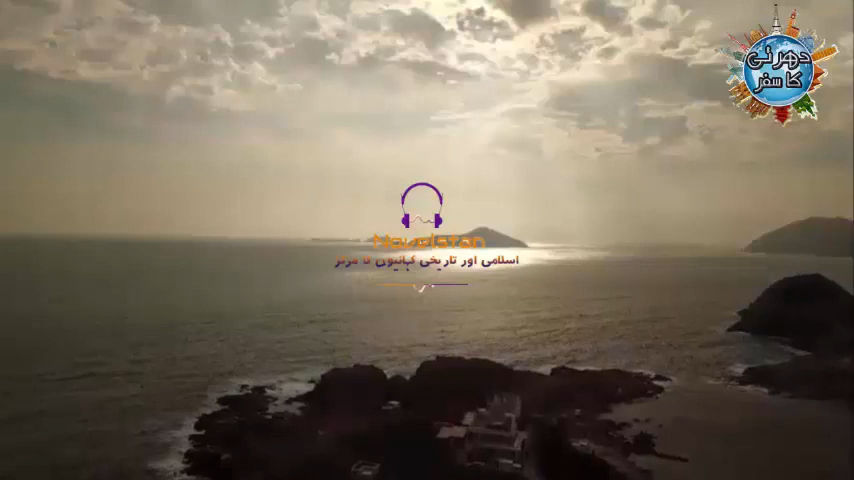 دھرتی
کا سفر
Novelstan
اسلامی اور تاریخی کہانیوں کا مرکز